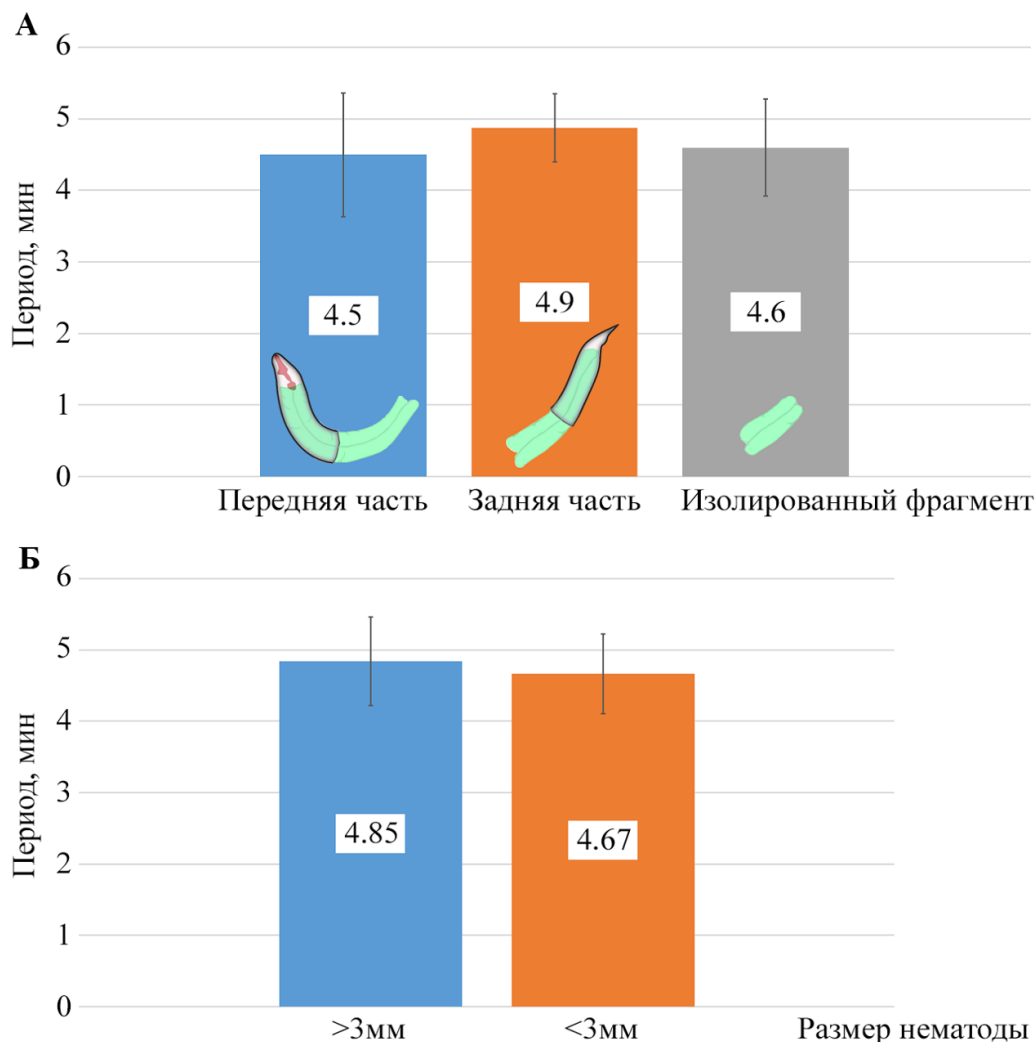 А
6
5
4
3
2
1
0
Период, мин
4.5
4.9
4.6
Передняя часть
Задняя часть
Изолированный фрагмент
Б
6
5
4
3
2
1
0
Период, мин
4.85
4.67
>3мм
<3мм
Размер нематоды